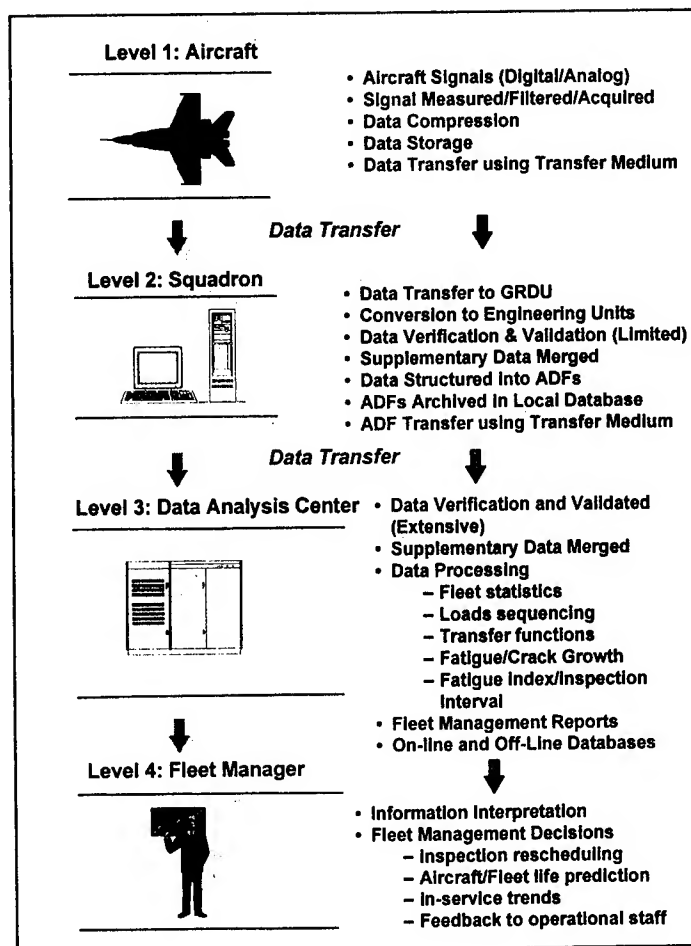 Level 1: Aircraft
• Aircraft Signals (Digital/Analog)
• Signal Measured/Filtered/Acquired
• Data Compression
• Data Storage
• Data Transfer using Transfer Medium
Data Transfer
Level 2: Squadron
• Data Transfer to GRDU
• Conversion to Engineering Units
• Data Verification & Validation (Limited)
• Supplementary Data Merged
• Data Structured into ADFs
• ADFs Archived in Local Database
• ADF Transfer using Transfer Medium
Data Transfer
Level 3: Data Analysis Center
• Data Verification and Validated
(Extensive)
• Supplementary Data Merged
• Data Processing
– Fleet statistics
– Loads sequencing
– Transfer functions
– Fatigue/Crack Growth
– Fatigue Index/Inspection
Interval
• Fleet Management Reports
• On-line and Off-Line Databases
Level 4: Fleet Manager
• Information Interpretation
• Fleet Management Decisions
– Inspection rescheduling
– Aircraft/Fleet life prediction
– In-service trends
– Feedback to operational staff